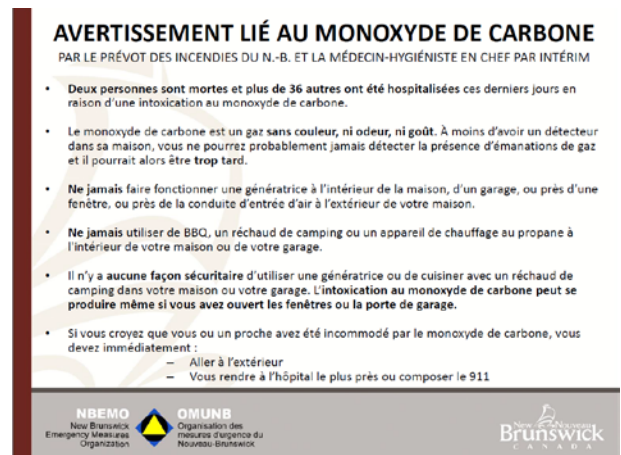 AVERTISSEMENT LIÉ AU MONOXYDE DE CARBONE
PAR LE PRÉVOT DES INCENDIES DU N.-B. ET LA MÉDECIN-HYGIÉNISTE EN CHEF PAR INTÉRIM
• Deux personnes sont mortes et plus de 36 autres ont été hospitalisées ces derniers jours en
raison d'une intoxication au monoxyde de carbone.
• Le monoxyde de carbone est un gaz sans couleur, ni odeur, ni goût. À moins d'avoir un détecteur
dans sa maison, vous ne pourrez probablement jamais détecter la présence d'émanations de gaz
et il pourrait alors être trop tard.
• Ne jamais faire fonctionner une génératrice à l'intérieur de la maison, d'un garage, ou près d'une
fenêtre, ou près de la conduite d'entrée d'air à l'extérieur de votre maison.
• Ne jamais utiliser de BBQ, un réchaud de camping ou un appareil de chauffage au propane à
l'intérieur de votre maison ou de votre garage.
• Il n'y a aucune façon sécuritaire d'utiliser une génératrice ou de cuisiner avec un réchaud de
camping dans votre maison ou votre garage. L'intoxication au monoxyde de carbone peut se
produire même si vous avez ouvert les fenêtres ou la porte de garage.
• Si vous croyez que vous ou un proche avez été incommodé par le monoxyde de carbone, vous
devez immédiatement :
– Aller à l'extérieur
– Vous rendre à l'hôpital le plus près ou composer le 911
NBEMO
New Brunswick
Emergency Measures
Organization
OMUNB
Organisation des
mesures d'urgence du
Nouveau-Brunswick
New Nouveau
Brunswick
CANADA